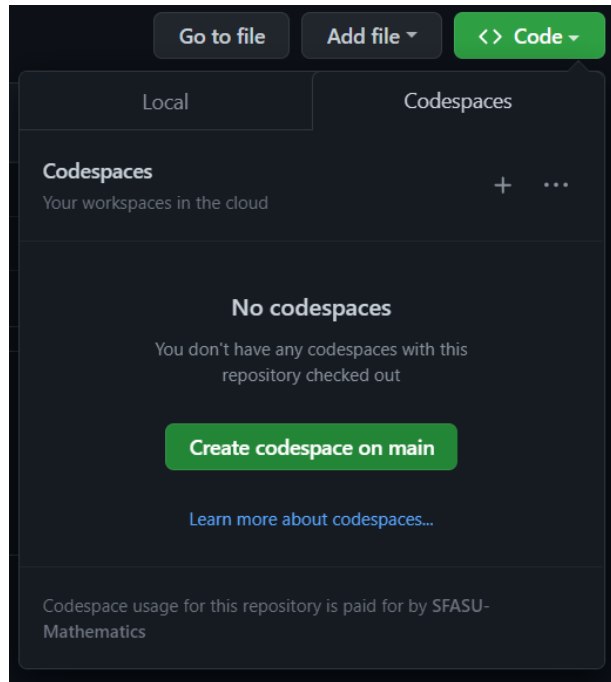 Go to file
Add file
<> Code
Local
Codespaces
Codespaces
Your workspaces in the cloud
+ ...
No codespaces
You don't have any codespaces with this
repository checked out
Create codespace on main
Learn more about codespaces...
Codespace usage for this repository is paid for by SFASU-
Mathematics